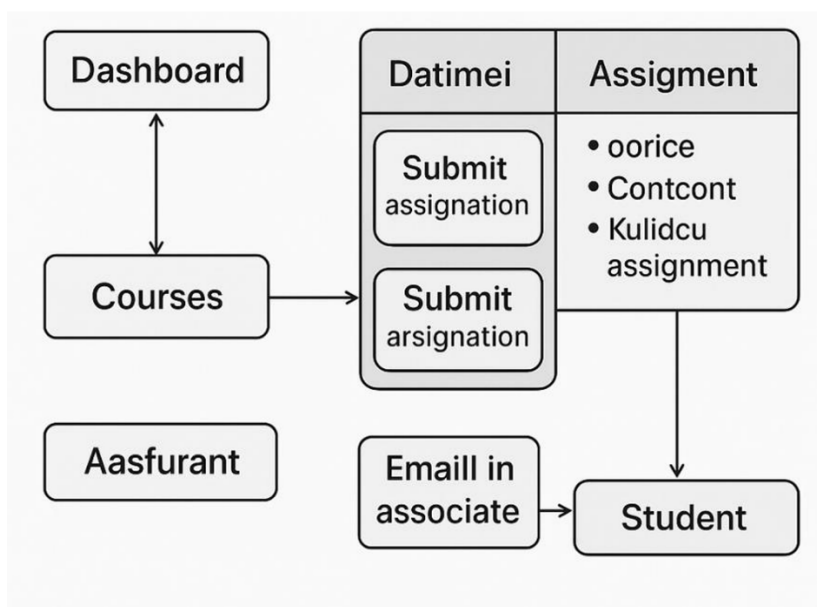 Dashboard
Courses
Aasfurant
Datimei
Submit
assignation
Submit
arsignation
Assigment
• oorice
• Contcont
• Kulidcu
assignment
Emaill in
associate
Student